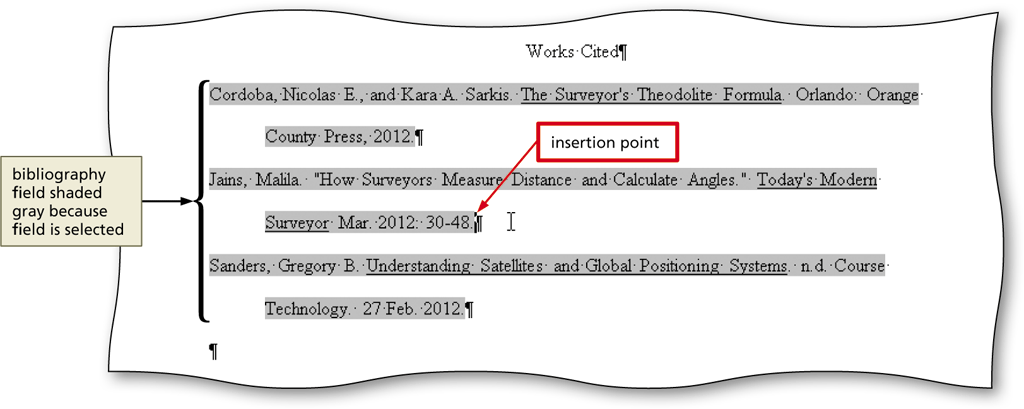 Works Cited¶
Cordoba, Nicolas E., and Kara A. Sarkis. The Surveyor's Theodolite Formula. Orlando: Orange
County Press, 2012.¶
insertion point
bibliography
field shaded
gray because
field is selected
Jains, Malila. "How Surveyors Measure Distance and Calculate Angles." Today's Modern
Surveyor Mar. 2012: 30-48.¶
Sanders, Gregory B. Understanding Satellites and Global Positioning Systems. n.d. Course
Technology. 27 Feb. 2012.¶
¶